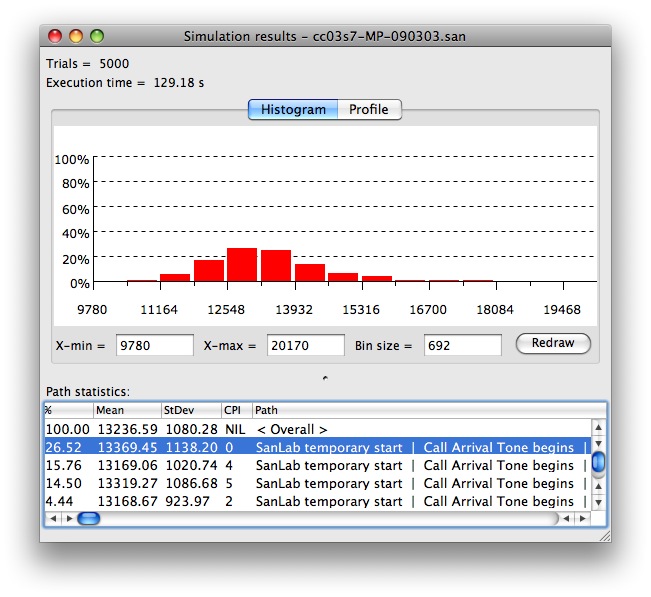 Simulation results - cc03s7-MP-090303.san
Trials = 5000
Execution time = 129.18 s
Histogram Profile
100%
80%
60%
40%
20%
0%
9780 11164 12548 13932 15316 16700 18084 19468
X-min = 9780 X-max = 20170 Bin size = 692 Redraw
Path statistics:
% Mean StDev CPI Path
100.00 13236.59 1080.28 NIL < Overall >
26.52 13369.45 1138.20 0 SanLab temporary start | Call Arrival Tone begins |
15.76 13169.06 1020.74 4 SanLab temporary start | Call Arrival Tone begins |
14.50 13319.27 1086.68 5 SanLab temporary start | Call Arrival Tone begins |
4.44 13168.67 923.97 2 SanLab temporary start | Call Arrival Tone begins |